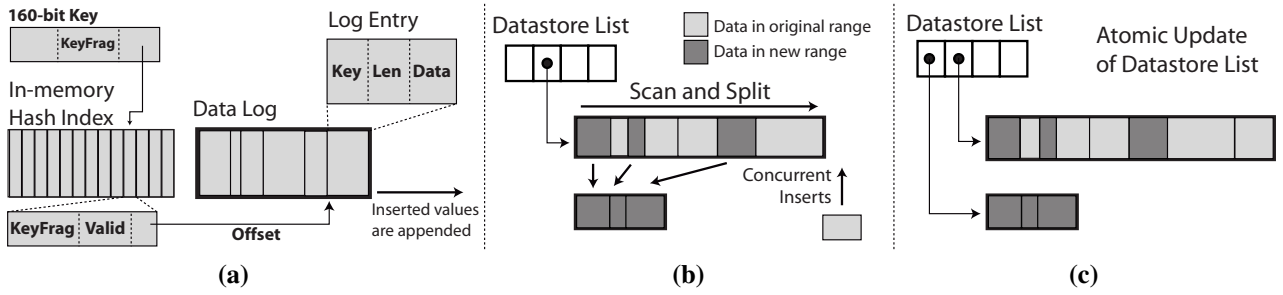 160-bit Key
KeyFrag
In-memory
Hash Index
KeyFrag Valid
Offset
Data Log
Log Entry
Key Len Data
Inserted values
are appended
(a)
Datastore List
Data in original range
Data in new range
Scan and Split
Concurrent
Inserts
(b)
Datastore List
Atomic Update
of Datastore List
(c)